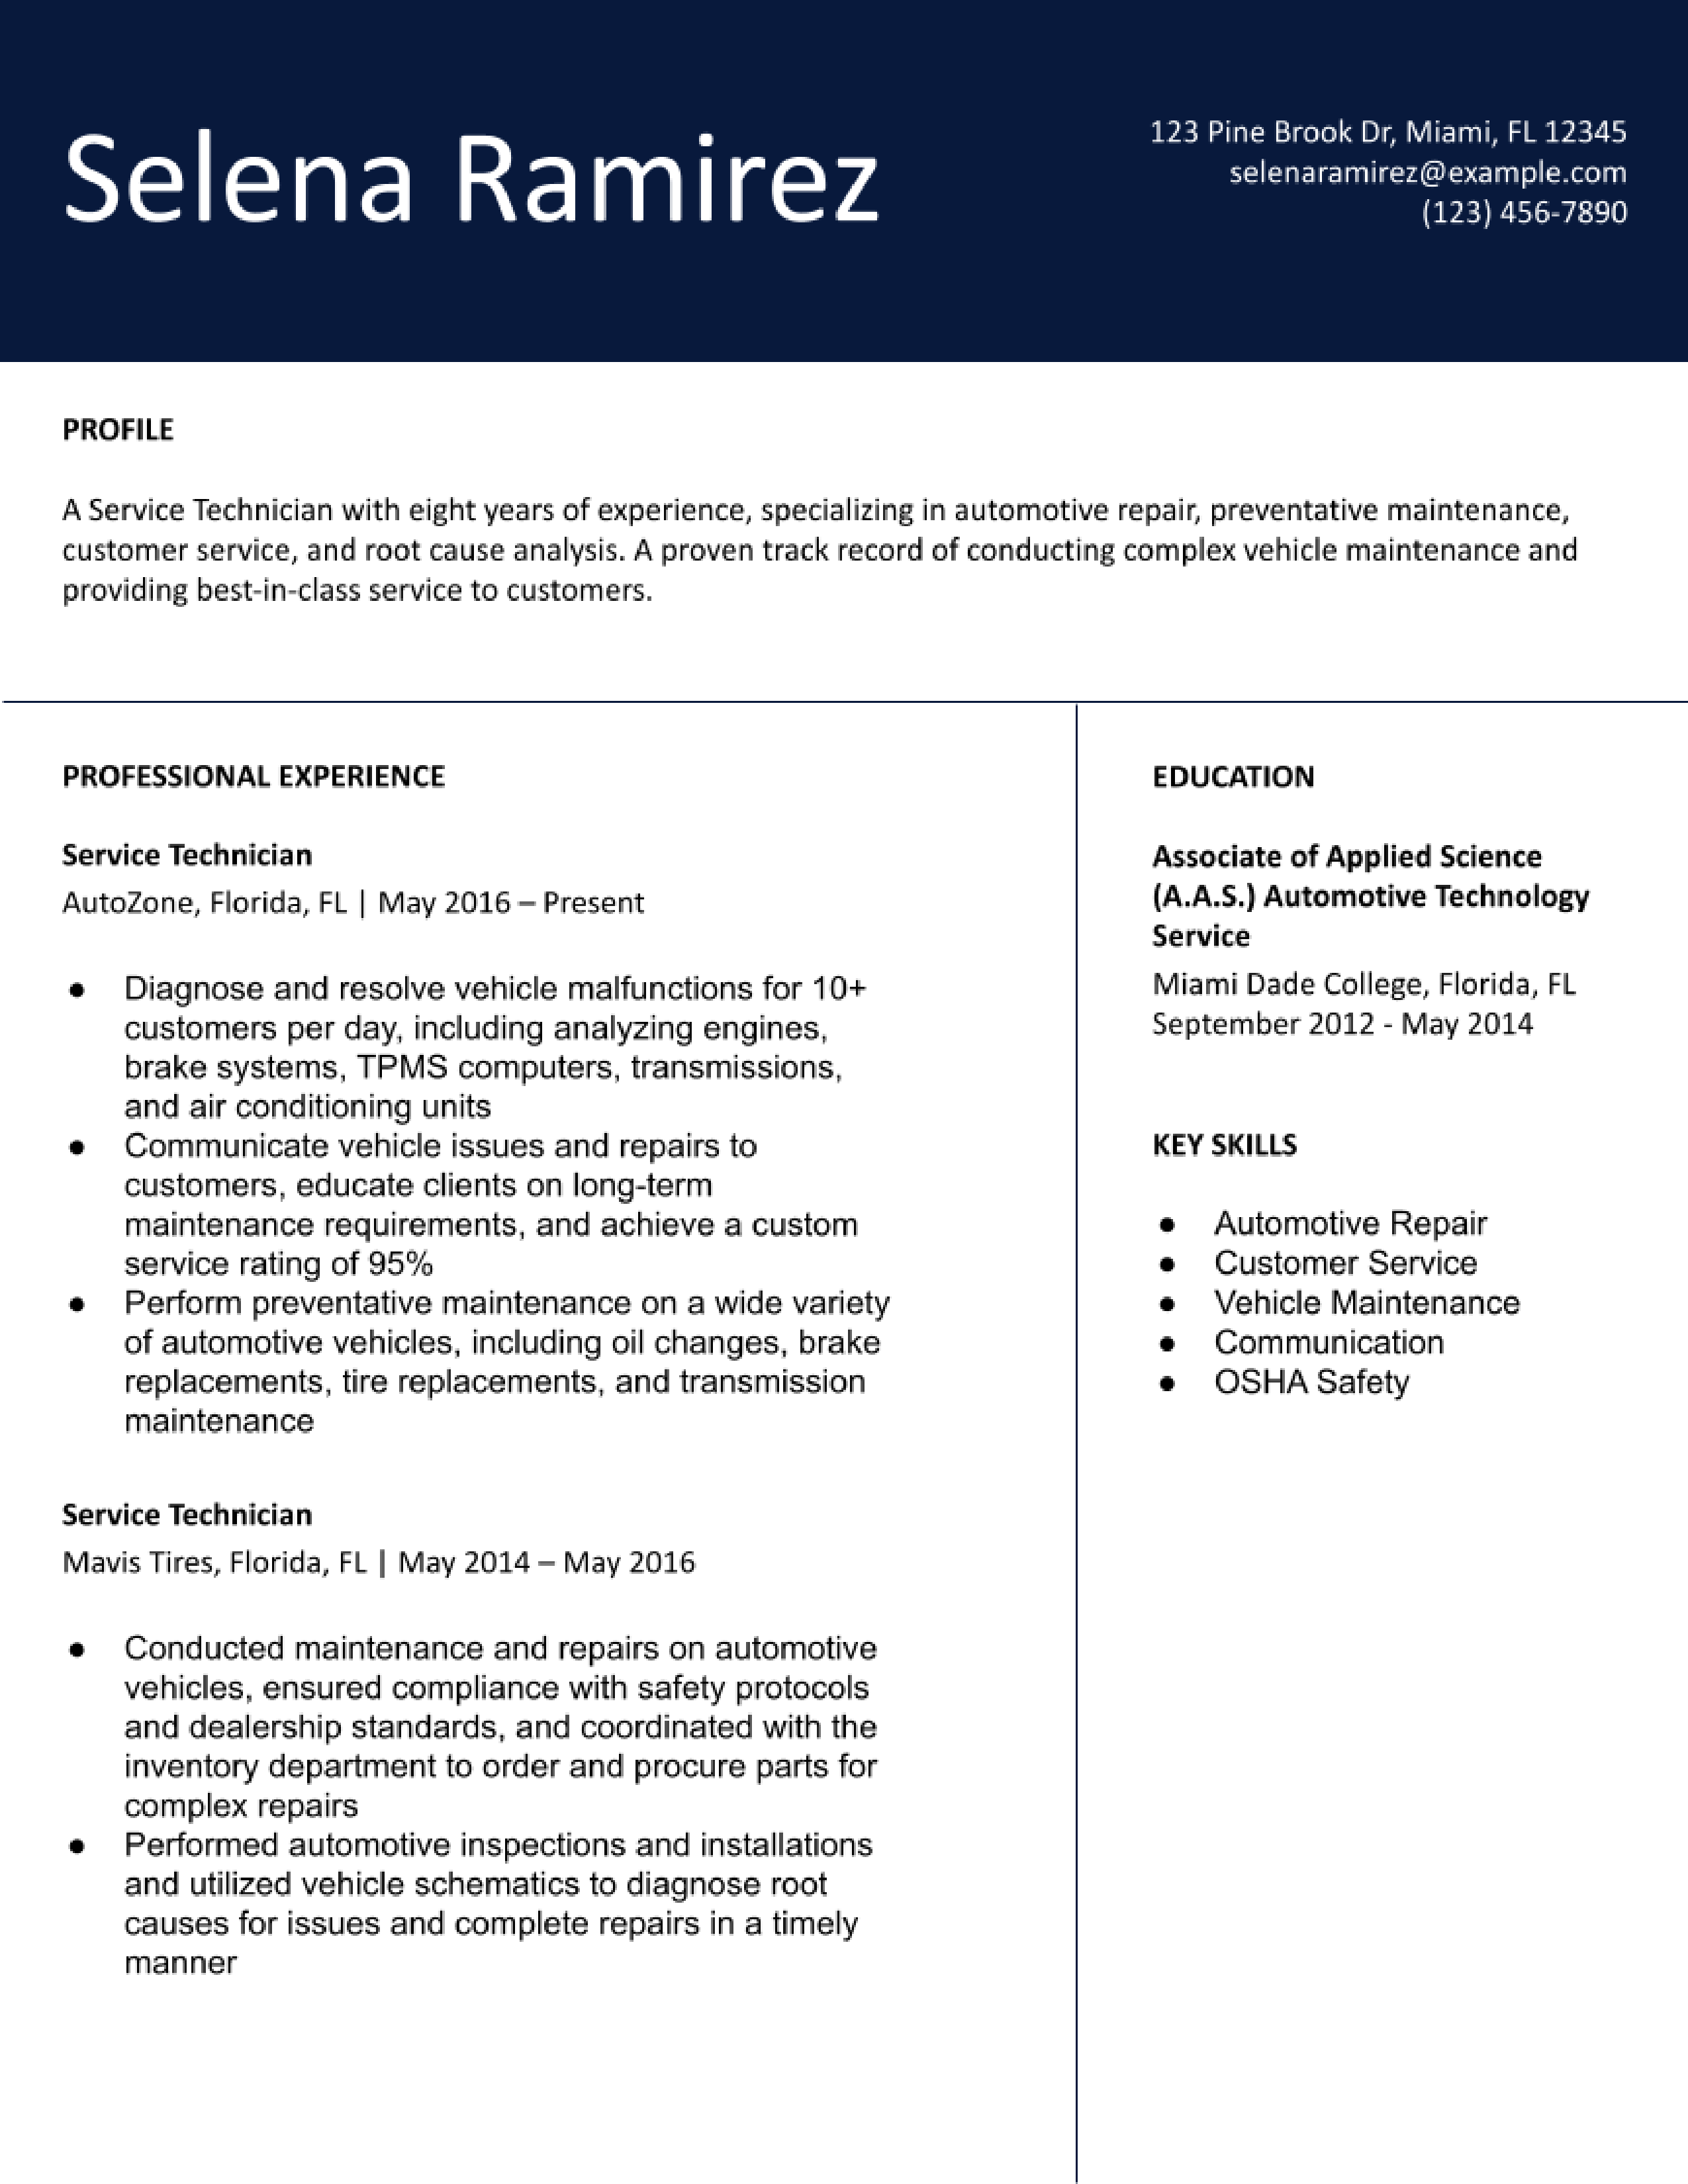 Selena Ramirez
123 Pine Brook Dr, Miami, FL 12345
selenaramirez@example.com
(123) 456-7890
PROFILE
A Service Technician with eight years of experience, specializing in automotive repair, preventative maintenance,
customer service, and root cause analysis. A proven track record of conducting complex vehicle maintenance and
providing best-in-class service to customers.
PROFESSIONAL EXPERIENCE
Service Technician
AutoZone, Florida, FL | May 2016 – Present
● Diagnose and resolve vehicle malfunctions for 10+
customers per day, including analyzing engines,
brake systems, TPMS computers, transmissions,
and air conditioning units
● Communicate vehicle issues and repairs to
customers, educate clients on long-term
maintenance requirements, and achieve a custom
service rating of 95%
● Perform preventative maintenance on a wide variety
of automotive vehicles, including oil changes, brake
replacements, tire replacements, and transmission
maintenance
Service Technician
Mavis Tires, Florida, FL | May 2014 – May 2016
● Conducted maintenance and repairs on automotive
vehicles, ensured compliance with safety protocols
and dealership standards, and coordinated with the
inventory department to order and procure parts for
complex repairs
● Performed automotive inspections and installations
and utilized vehicle schematics to diagnose root
causes for issues and complete repairs in a timely
manner
EDUCATION
Associate of Applied Science
(A.A.S.) Automotive Technology
Service
Miami Dade College, Florida, FL
September 2012 - May 2014
KEY SKILLS
● Automotive Repair
● Customer Service
● Vehicle Maintenance
● Communication
● OSHA Safety